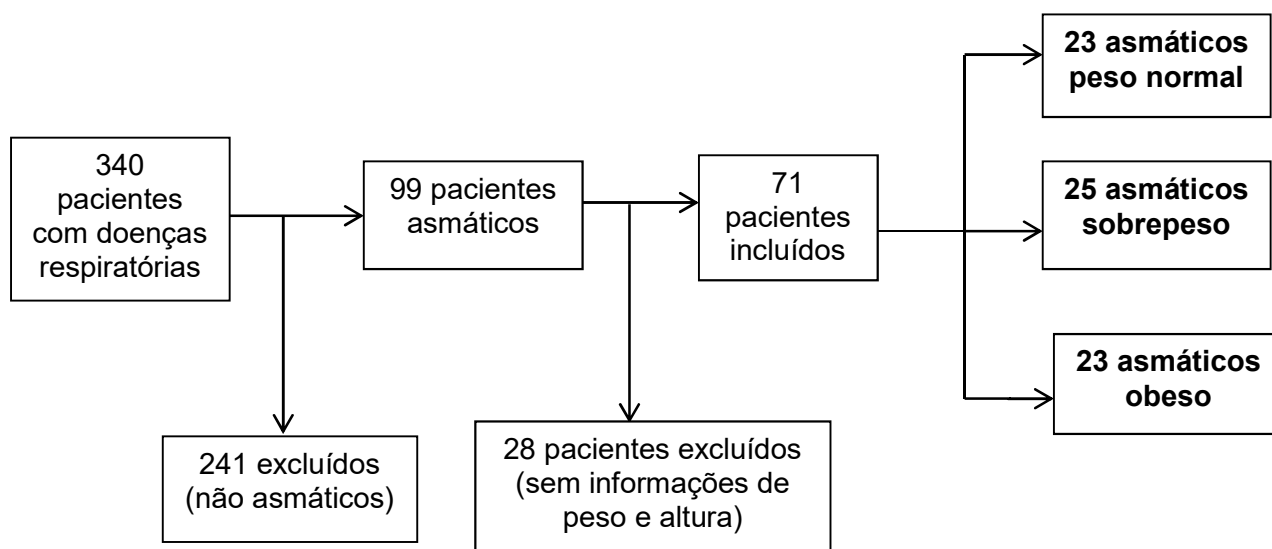 340
pacientes
com doenças
respiratórias
241 excluídos
(não asmáticos)
99 pacientes
asmáticos
28 pacientes excluídos
(sem informações de
peso e altura)
71
pacientes
incluídos
23 asmáticos
peso normal
25 asmáticos
sobrepeso
23 asmáticos
obeso